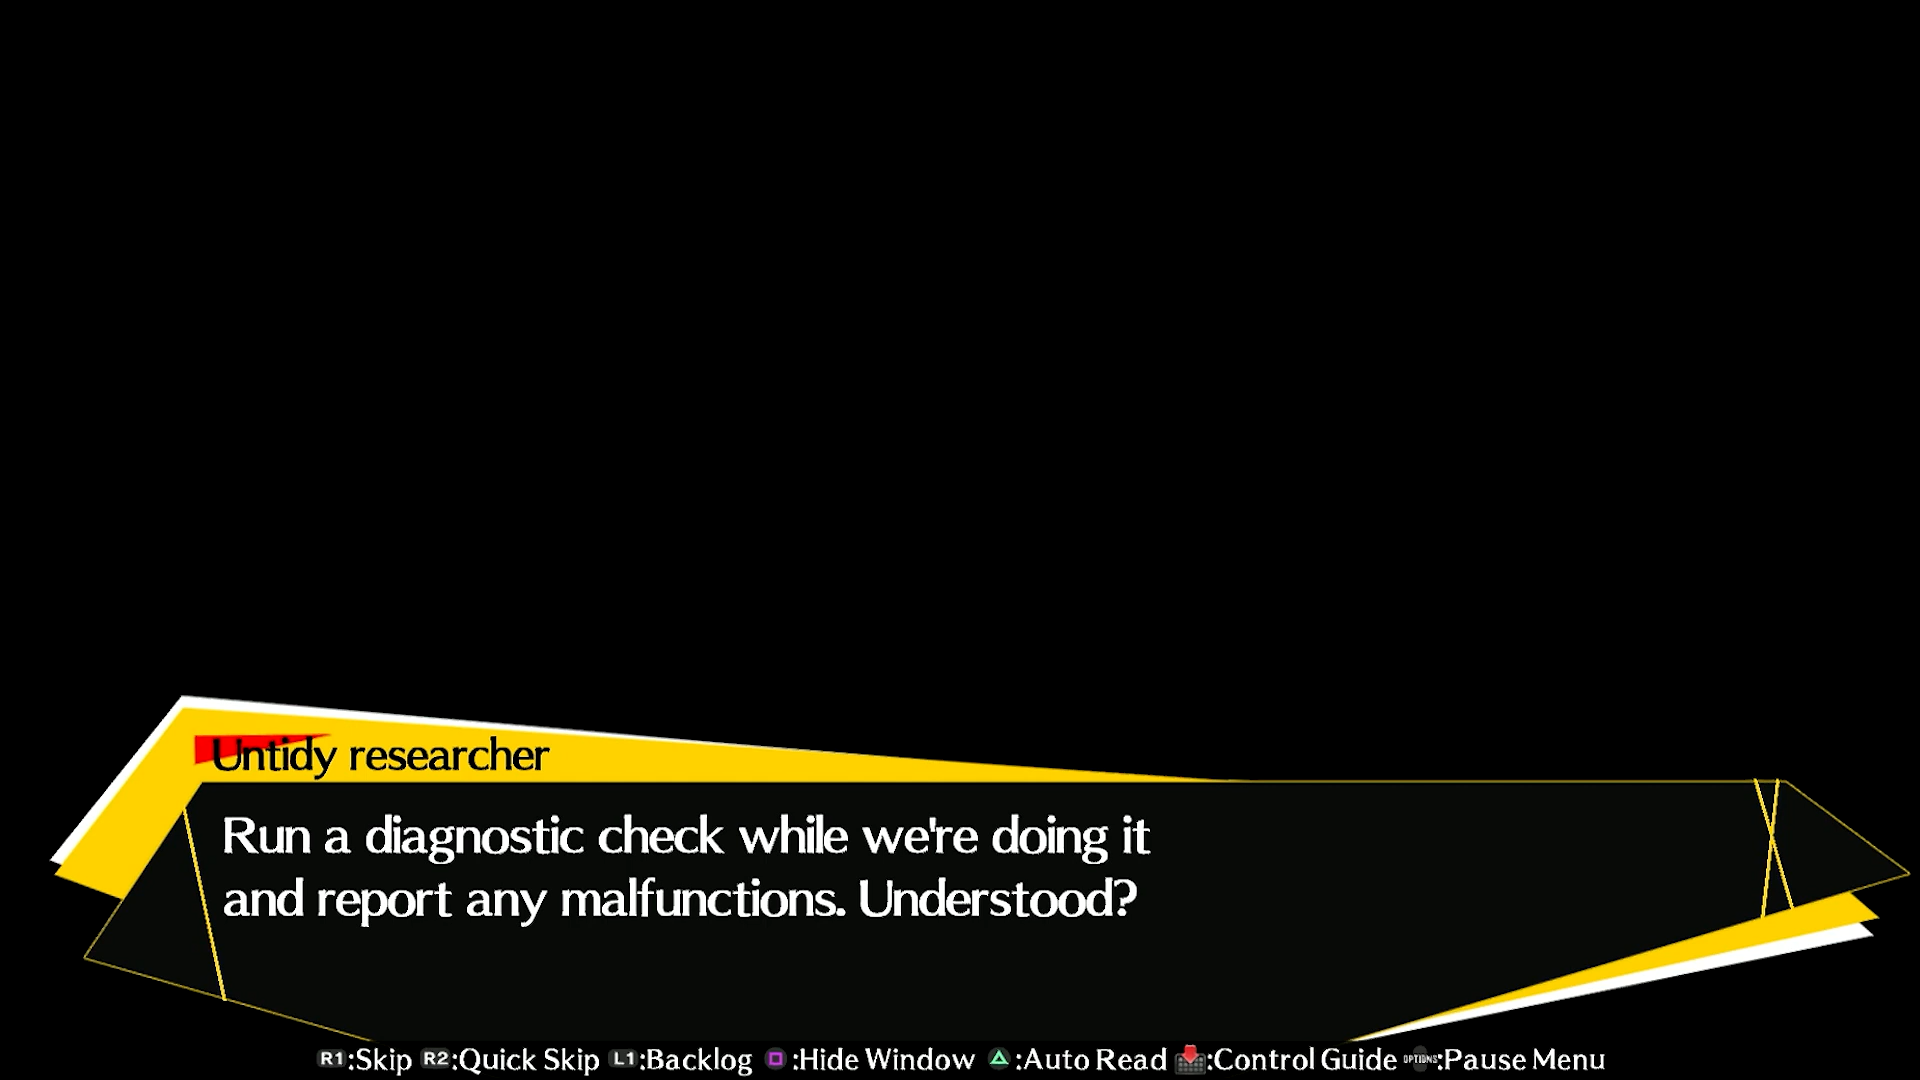 Untidy researcher
Run a diagnostic check while we're doing it
and report any malfunctions. Understood?
R1:Skip R2:Quick Skip L1:Backlog :Hide Window :Auto Read :Control Guide OPTIONS:Pause Menu